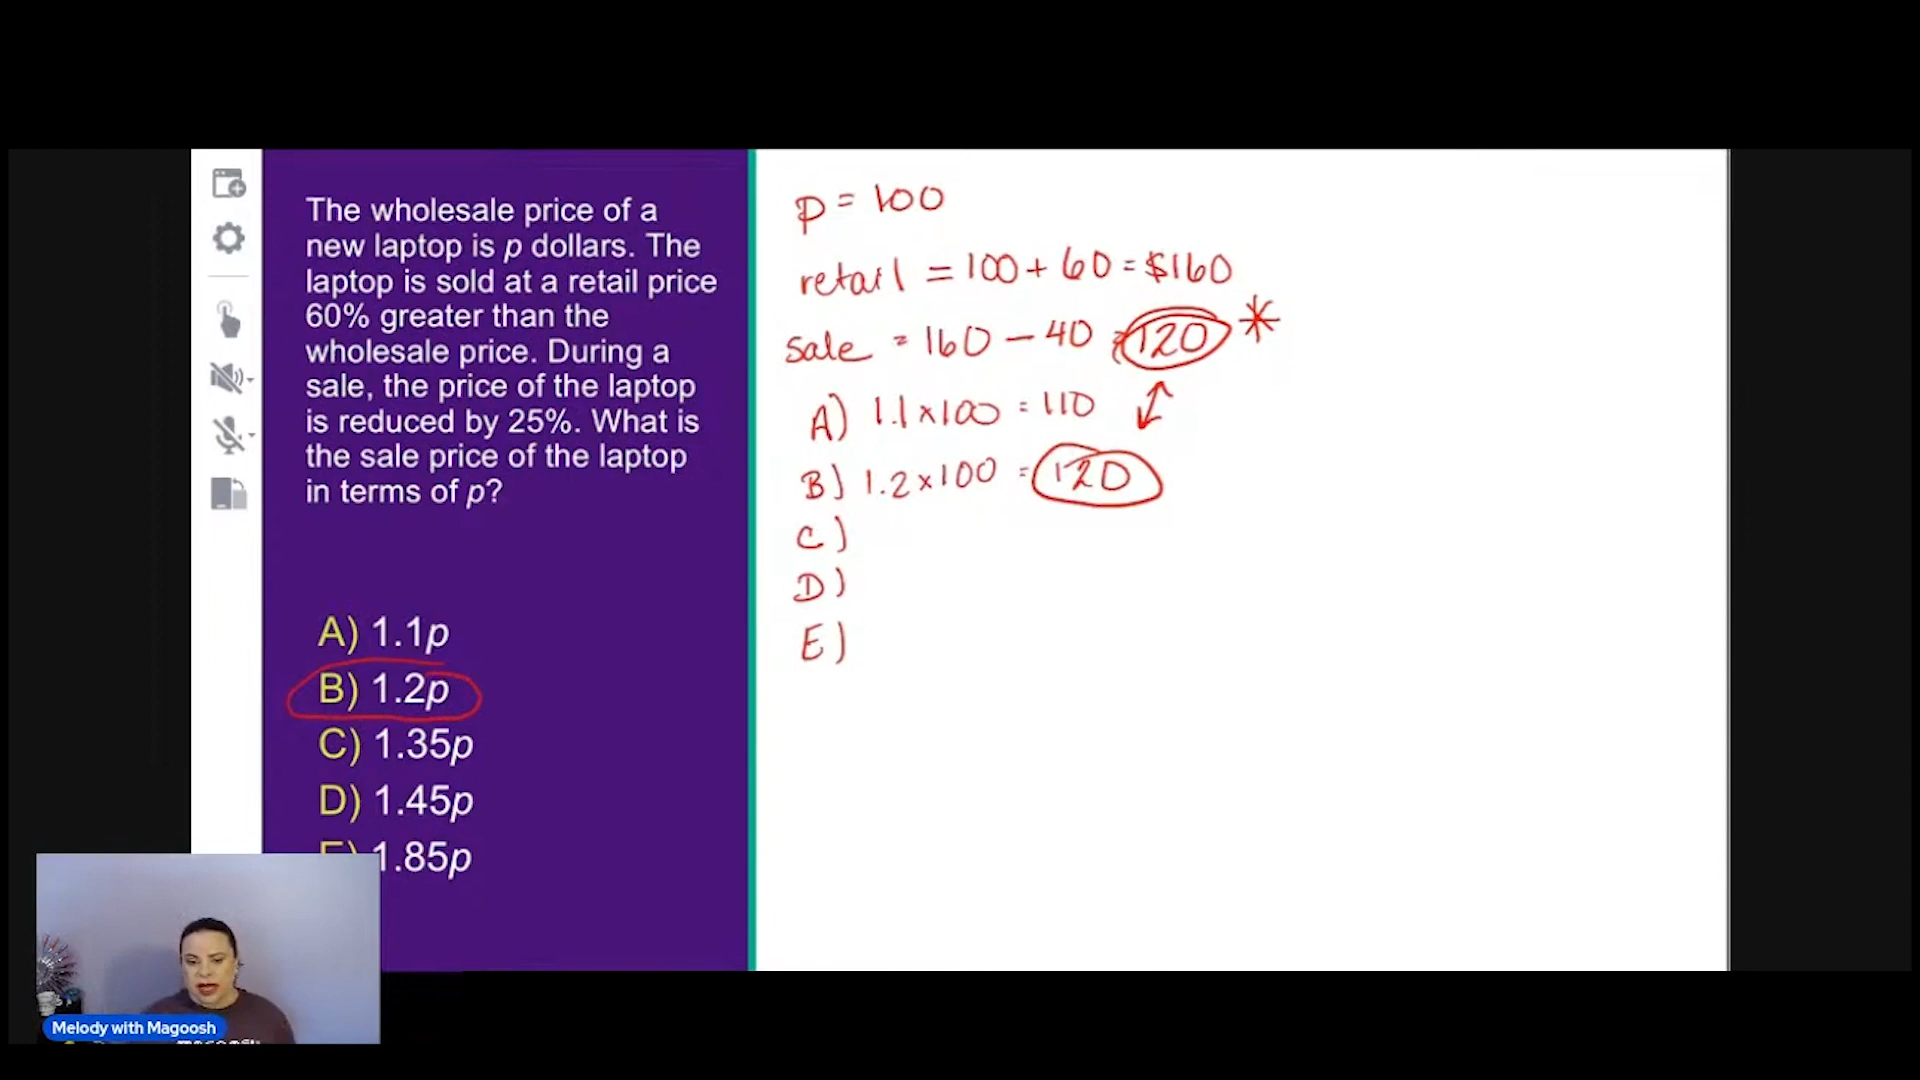 The wholesale price of a
new laptop is p dollars. The
laptop is sold at a retail price
60% greater than the
wholesale price. During a
sale, the price of the laptop
is reduced by 25%. What is
the sale price of the laptop
in terms of p?
A) 1.1p
B) 1.2p
C) 1.35p
D) 1.45p
E) 1.85p
p = 100
retail = 100 + 60 = $160
sale = 160 - 40 = 120 *
A) 1.1 x 100 = 110
B) 1.2 x 100 = 120
C)
D)
E)
Melody with Magoosh